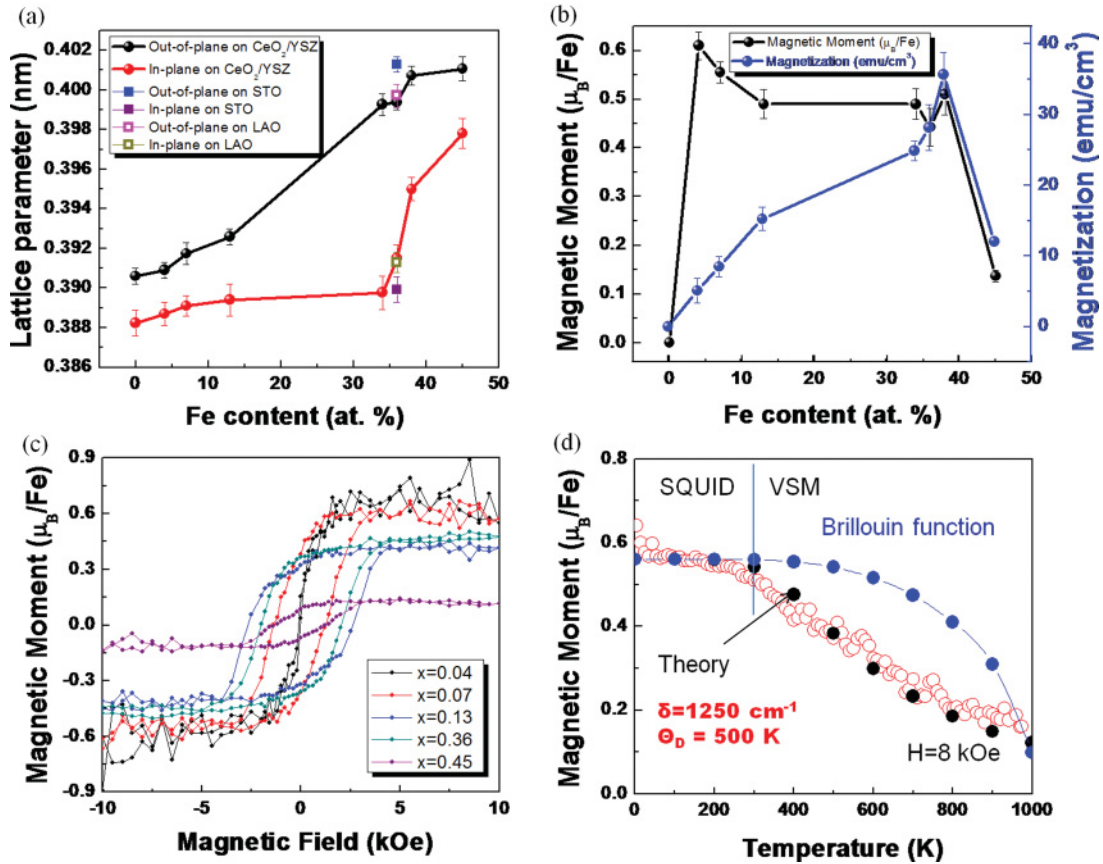 (a)
0.402
0.400
0.398
0.396
0.394
0.392
0.390
0.388
0.386
Lattice parameter (nm)
Out-of-plane on CeO₂/YSZ
In-plane on CeO₂/YSZ
Out-of-plane on STO
In-plane on STO
Out-of-plane on LAO
In-plane on LAO
0 10 20 30 40 50
Fe content (at. %)
(b)
0.6
0.5
0.4
0.3
0.2
0.1
0.0
Magnetic Moment (μB/Fe)
Magnetic Moment (μB/Fe)
Magnetization (emu/cm³)
40
30
20
10
0
Magnetization (emu/cm³)
0 10 20 30 40 50
Fe content (at. %)
(c)
0.9
0.6
0.3
0.0
-0.3
-0.6
-0.9
Magnetic Moment (μB/Fe)
x=0.04
x=0.07
x=0.13
x=0.36
x=0.45
-10 -5 0 5 10
Magnetic Field (kOe)
(d)
0.8
0.6
0.4
0.2
0.0
Magnetic Moment (μB/Fe)
SQUID VSM
Brillouin function
Theory
δ=1250 cm⁻¹
Θ_D = 500 K
H=8 kOe
0 200 400 600 800 1000
Temperature (K)